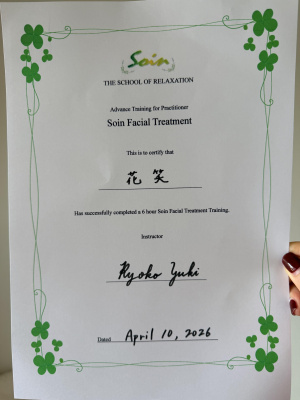 Soin
THE SCHOOL OF RELAXATION
Advance Training for Practitioner
Soin Facial Treatment
This is to certify that
花 笑
Has successfully completed a 6 hour Soin Facial Treatment Training.
Instructor
Ryoko Yuki
Dated April 10, 2026